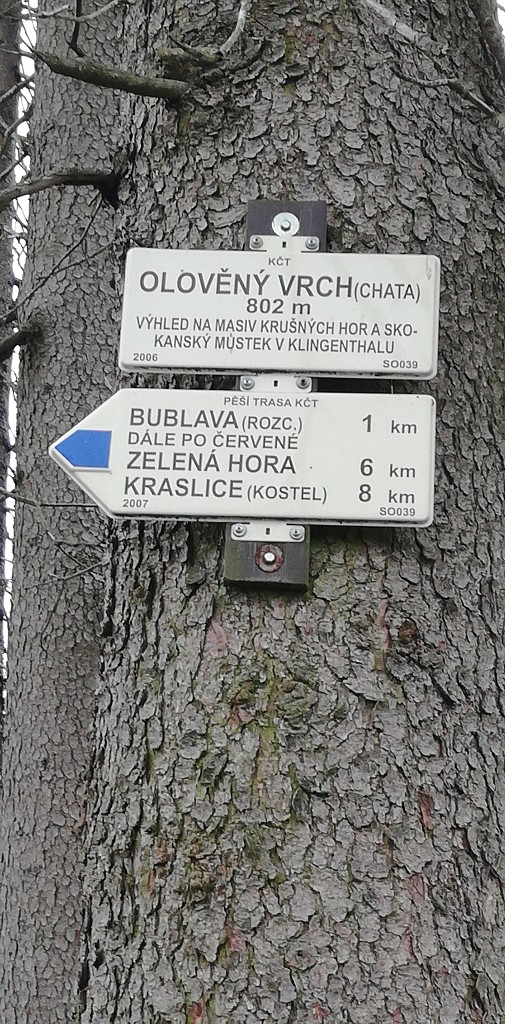 KČT
OLOVĚNÝ VRCH(CHATA)
802 m
VÝHLED NA MASIV KRUŠNÝCH HOR A SKO-
KANSKÝ MŮSTEK V KLINGENTHALU
2006 SO039
PĚŠÍ TRASA KČT
BUBLAVA(ROZC.) 1 km
DÁLE PO ČERVENÉ
ZELENÁ HORA 6 km
KRASLICE(KOSTEL) 8 km
2007 SO039